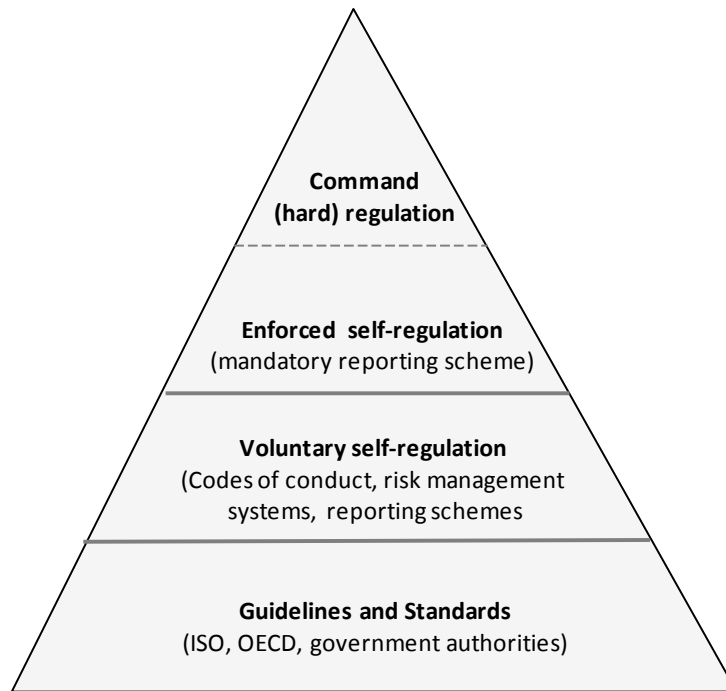 Command
(hard) regulation
Enforced self-regulation
(mandatory reporting scheme)
Voluntary self-regulation
(Codes of conduct, risk management
systems, reporting schemes
Guidelines and Standards
(ISO, OECD, government authorities)